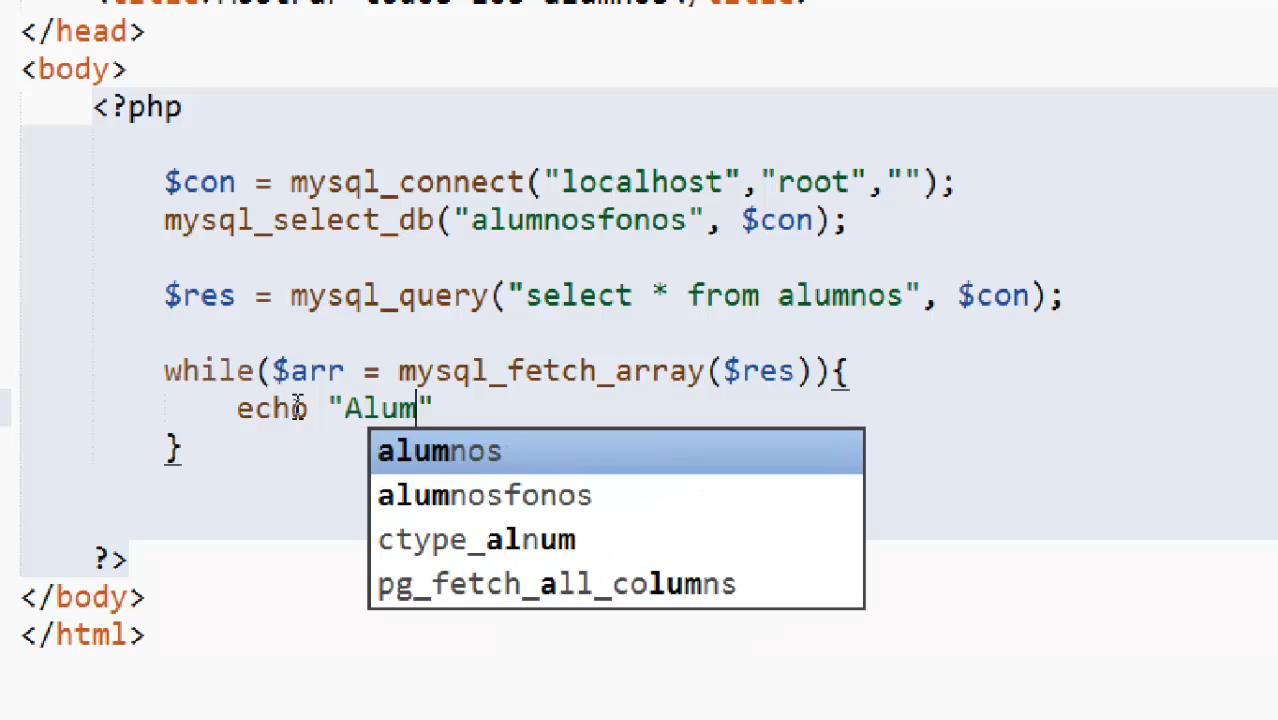 </head>
<body>
<?php
$con = mysql_connect("localhost","root","");
mysql_select_db("alumnosfonos", $con);
$res = mysql_query("select * from alumnos", $con);
while($arr = mysql_fetch_array($res)){
echo "Alum"
alumnos
}
alumnosfonos
ctype_alnum
?>
pg_fetch_all_columns
</body>
</html>